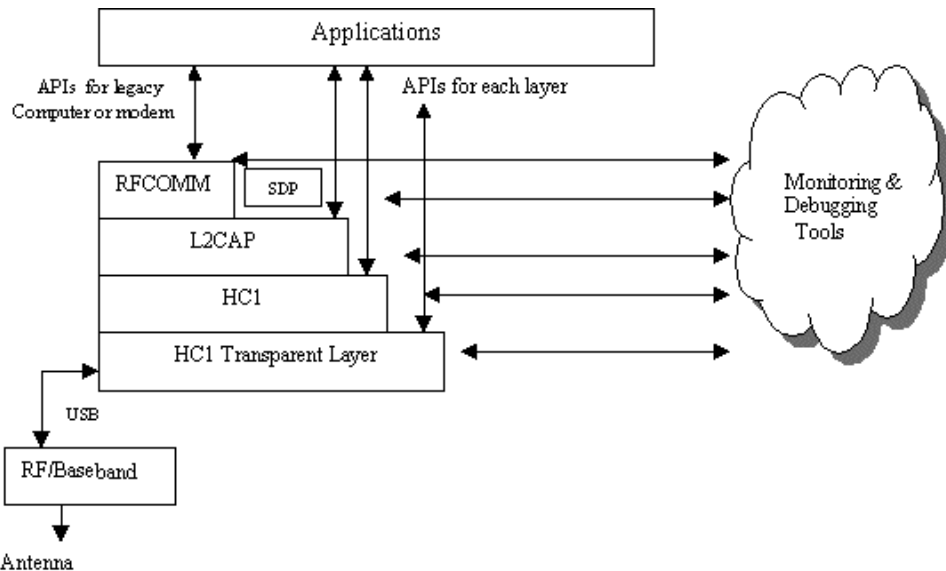 Applications
APIs for legacy
Computer or modem
APIs for each layer
RFCOMM
SDP
Monitoring &
Debugging
Tools
L2CAP
HC1
HC1 Transparent Layer
USB
RF/Baseband
Antenna